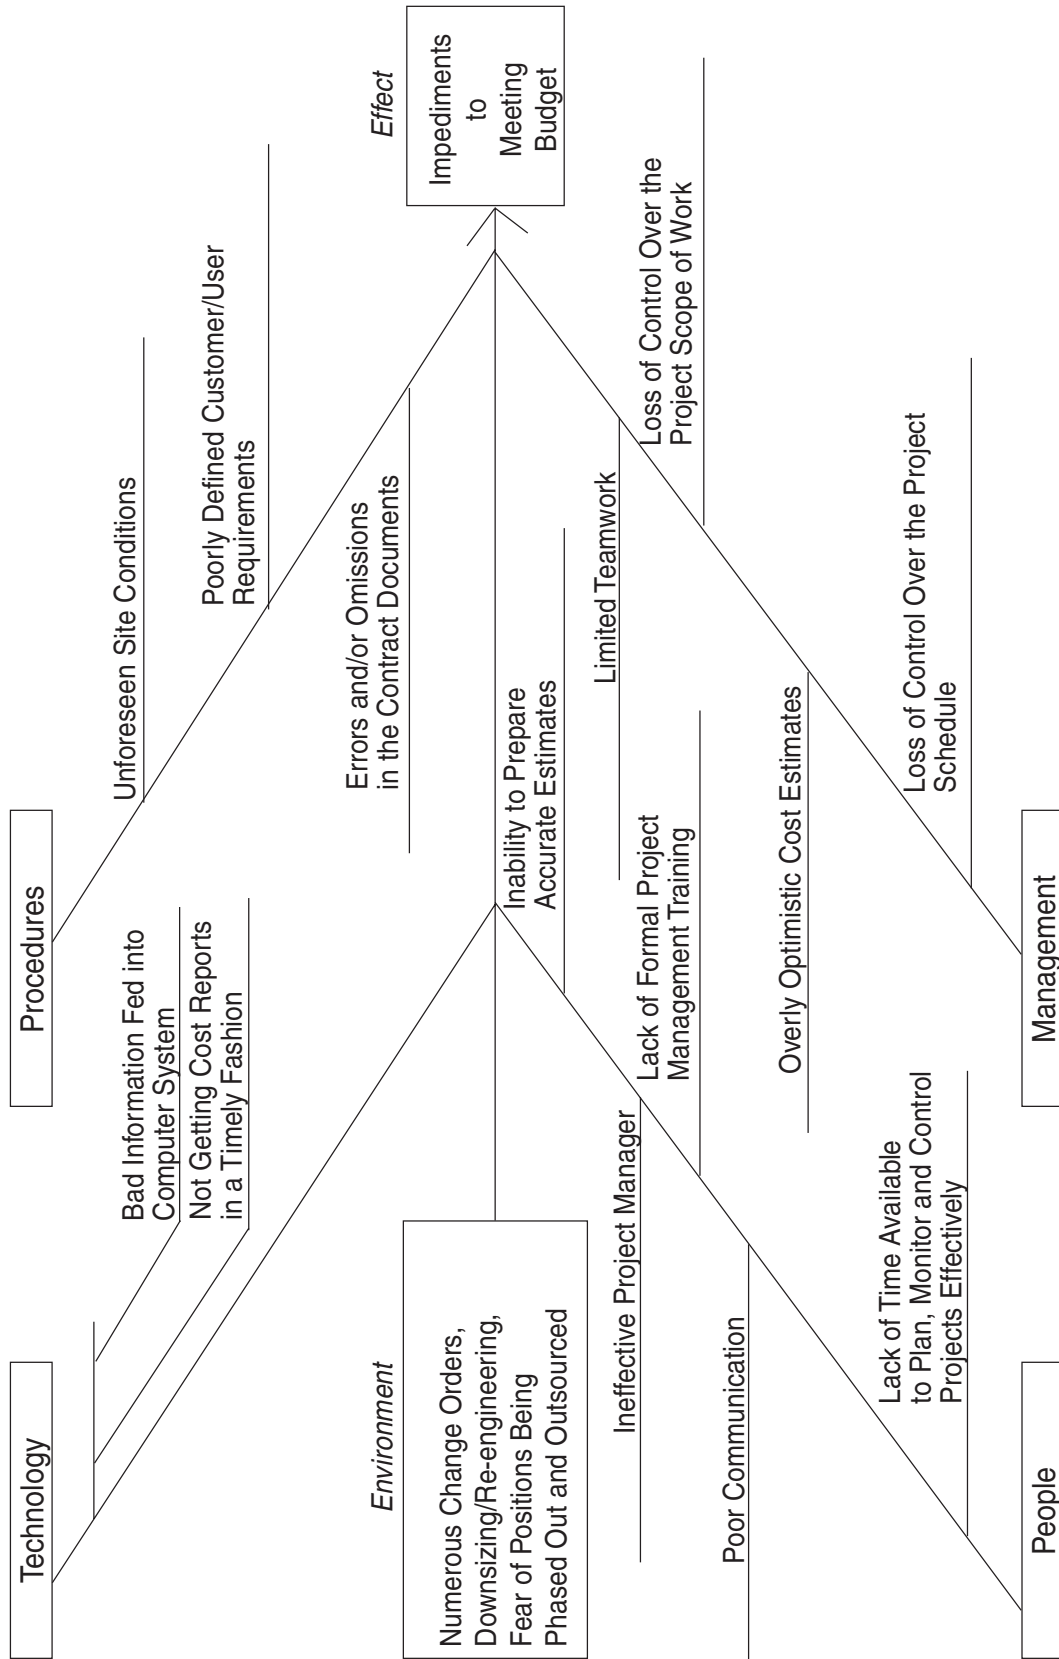 Technology
Procedures
Bad Information Fed into
Computer System
Not Getting Cost Reports
in a Timely Fashion
Unforeseen Site Conditions
Poorly Defined Customer/User
Requirements
Errors and/or Omissions
in the Contract Documents
Environment
Numerous Change Orders,
Downsizing/Re-engineering,
Fear of Positions Being
Phased Out and Outsourced
Effect
Impediments
to
Meeting
Budget
Inability to Prepare
Accurate Estimates
Ineffective Project Manager
Lack of Formal Project
Management Training
Poor Communication
Lack of Time Available
to Plan, Monitor and Control
Projects Effectively
Limited Teamwork
Loss of Control Over the
Project Scope of Work
Overly Optimistic Cost Estimates
Loss of Control Over the Project
Schedule
People
Management